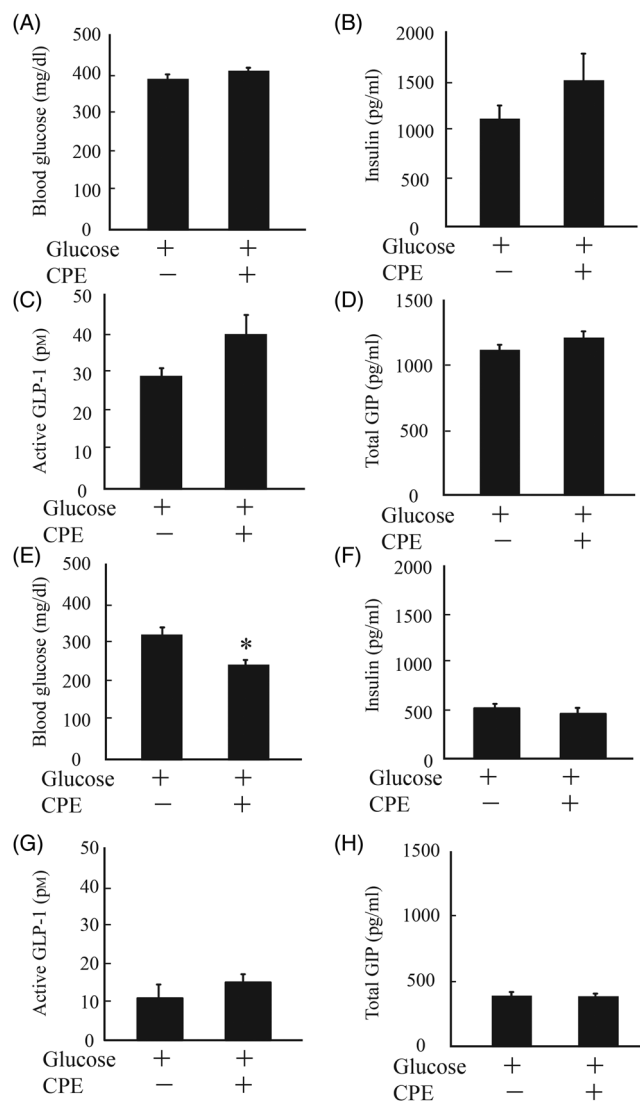 (A)
Blood glucose (mg/dl)
500
400
300
200
100
0
Glucose + +
CPE − +
(B)
Insulin (pg/ml)
2000
1500
1000
500
0
Glucose + +
CPE − +
(C)
Active GLP-1 (pM)
50
40
30
20
10
0
Glucose + +
CPE − +
(D)
Total GIP (pg/ml)
1500
1000
500
0
Glucose + +
CPE − +
(E)
Blood glucose (mg/dl)
500
400
300
200
100
0
*
Glucose + +
CPE − +
(F)
Insulin (pg/ml)
2000
1500
1000
500
0
Glucose + +
CPE − +
(G)
Active GLP-1 (pM)
50
40
30
20
10
0
Glucose + +
CPE − +
(H)
Total GIP (pg/ml)
1500
1000
500
0
Glucose + +
CPE − +